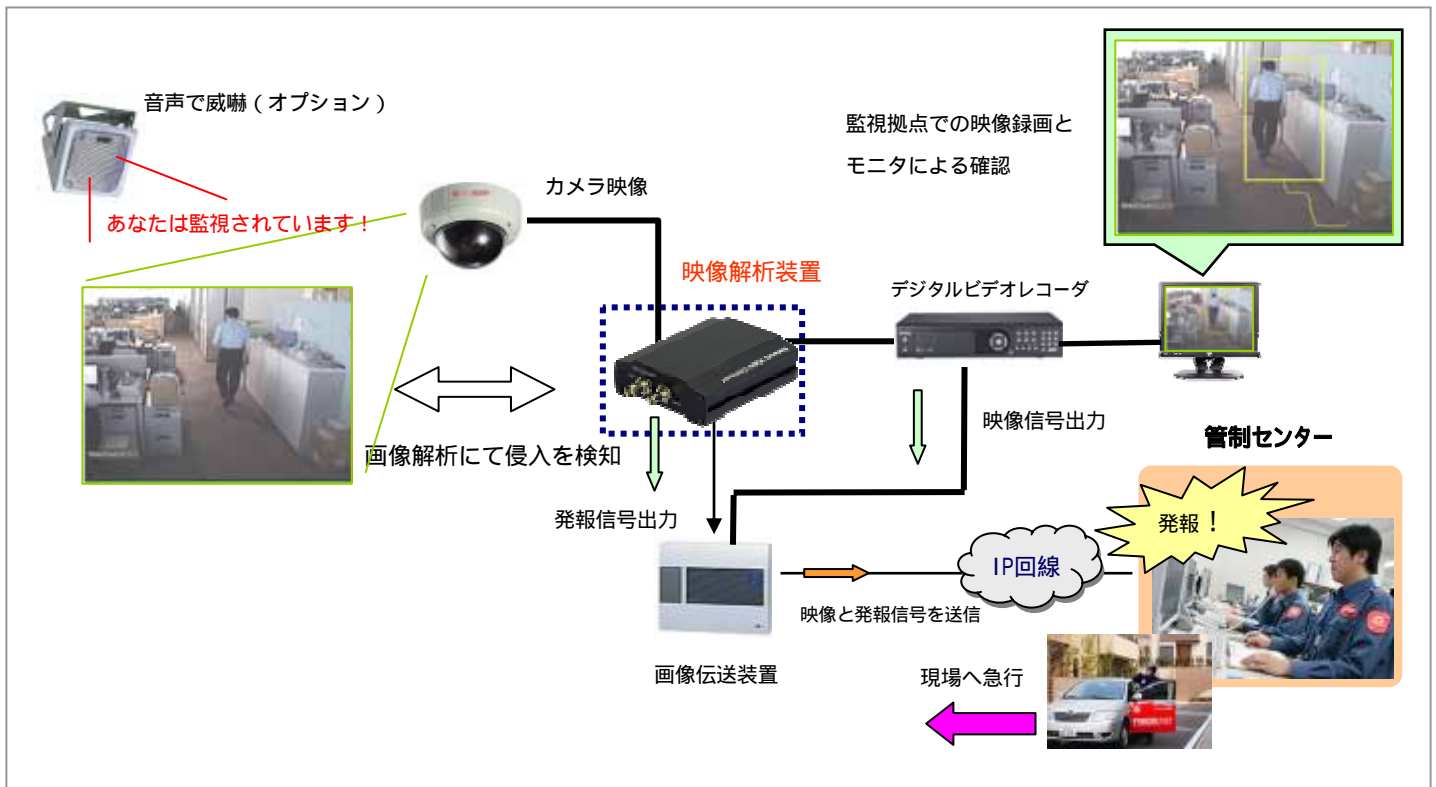 音声で威嚇（オプション）
あなたは監視されています！
カメラ映像
監視拠点での映像録画と
モニタによる確認
映像解析装置
デジタルビデオレコーダ
画像解析にて侵入を検知
発報信号出力
映像信号出力
管制センター
発報！
IP回線
映像と発報信号を送信
画像伝送装置
現場へ急行